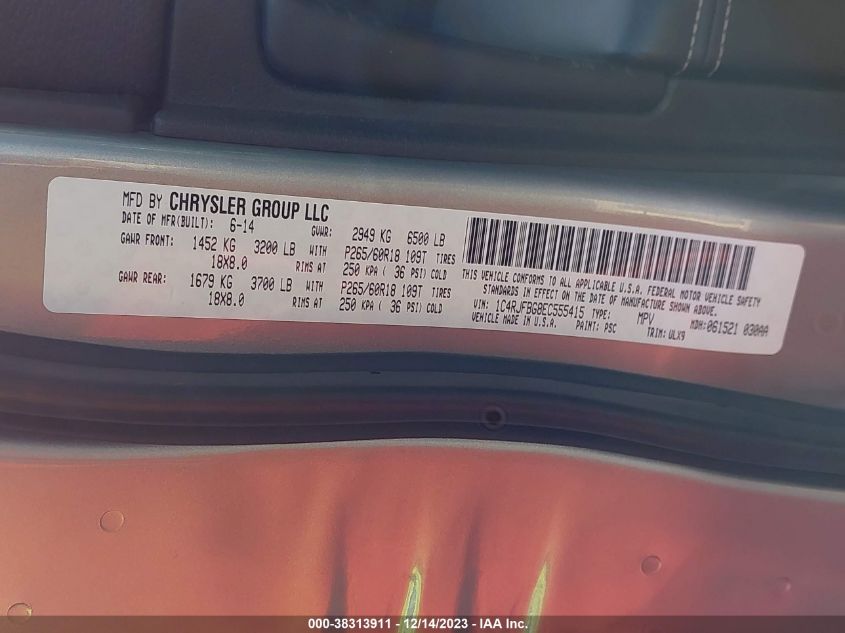 MFD BY CHRYSLER GROUP LLC
DATE OF MFR(BUILT): 6-14 GVWR: 2949 KG 6500 LB
GAWR FRONT: 1452 KG 3200 LB WITH P265/60R18 109T TIRES
18X8.0 RIMS AT 250 KPA ( 36 PSI) COLD
GAWR REAR: 1679 KG 3700 LB WITH P265/60R18 109T TIRES
18X8.0 RIMS AT 250 KPA ( 36 PSI) COLD
THIS VEHICLE CONFORMS TO ALL APPLICABLE U.S.A. FEDERAL MOTOR VEHICLE SAFETY
STANDARDS IN EFFECT ON THE DATE OF MANUFACTURE SHOWN ABOVE.
VIN: 1C4RJFBG8EC555415 TYPE: MPV MDH:061521 030AA
VEHICLE MADE IN U.S.A. PAINT: PSC TRIM: ULX9
000-38313911 - 12/14/2023 - IAA Inc.